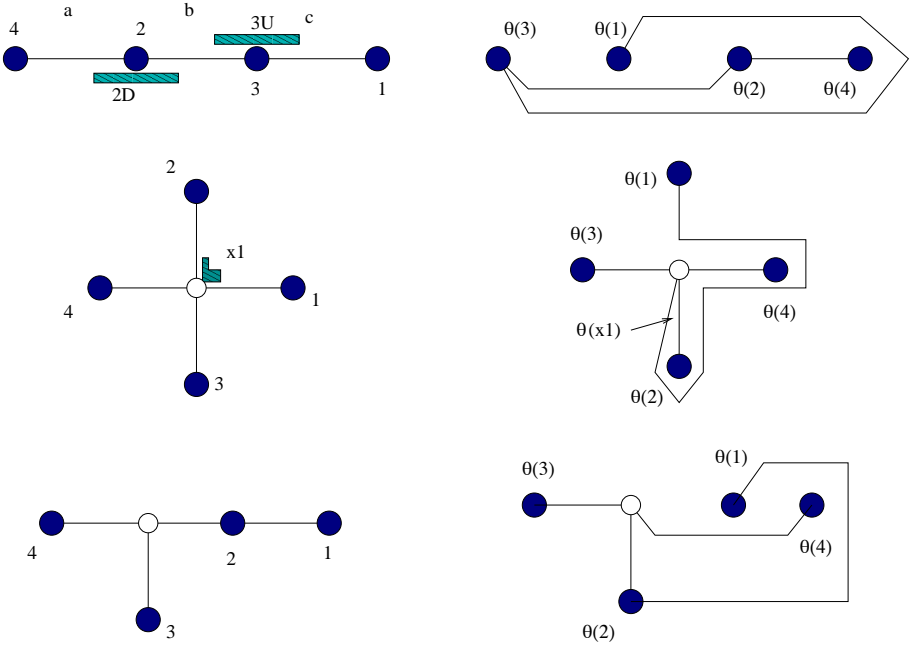 a b c
4 2 3U
2D 3 1
θ(3) θ(1)
θ(2) θ(4)
2
x1
4 1
3
θ(1)
θ(3)
θ(x1) θ(4)
θ(2)
4 2 1
3
θ(3) θ(1)
θ(4)
θ(2)